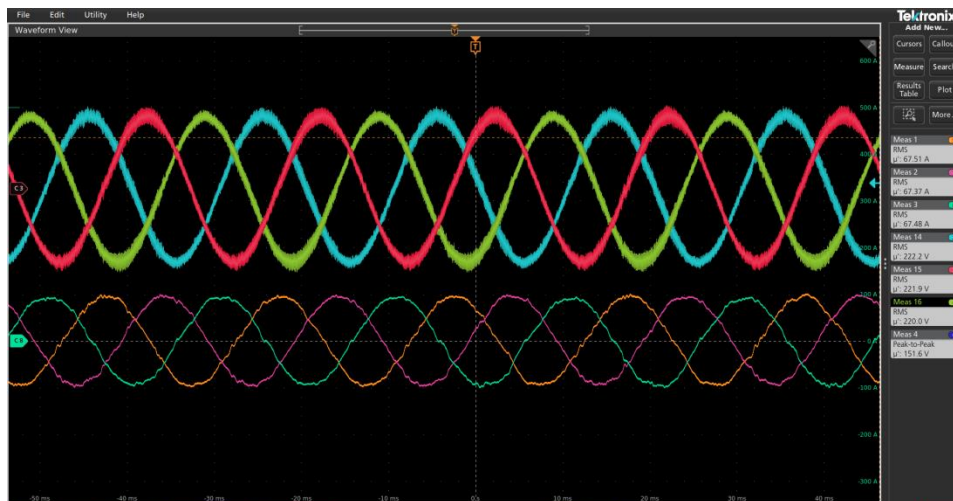 File Edit Utility Help
Tektronix
Waveform View
Add New...
Cursors Callou
Measure Search
Results Table Plot
More.
T
T
600 A
500 A
400 A
300 A
200 A
100 A
0 A
-100 A
-200 A
-300 A
C 3
-50 ms -40 ms -30 ms -20 ms -10 ms 0s 10 ms 20 ms 30 ms 40 ms
Meas 1
RMS
µ': 67.51 A
Meas 2
RMS
µ': 67.37 A
Meas 3
RMS
µ': 67.48 A
Meas 14
RMS
µ': 222.2 V
Meas 15
RMS
µ': 221.9 V
Meas 16
RMS
µ': 220.0 V
Meas 4
Peak-to-Peak
µ': 151.6 V